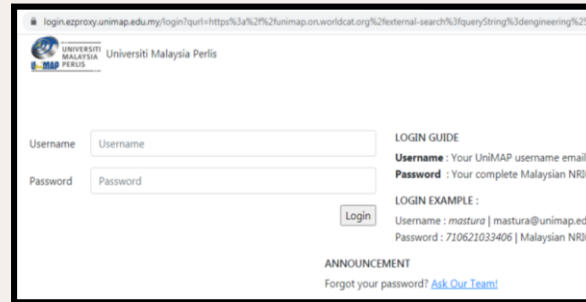 login.ezproxy.unimap.edu.my/login?qurl=https%3a%2f%2funimap.on.worldcat.org%2fexternal-search%3fqueryString%3dengineering%25
UNIVERSITI
MALAYSIA
PERLIS
UniMAP
Universiti Malaysia Perlis
Username Username
Password Password
Login
LOGIN GUIDE
Username : Your UniMAP username email
Password : Your complete Malaysian NRI
LOGIN EXAMPLE :
Username : mastura | mastura@unimap.ed
Password : 710621033406 | Malaysian NRI
ANNOUNCEMENT
Forgot your password? Ask Our Team!